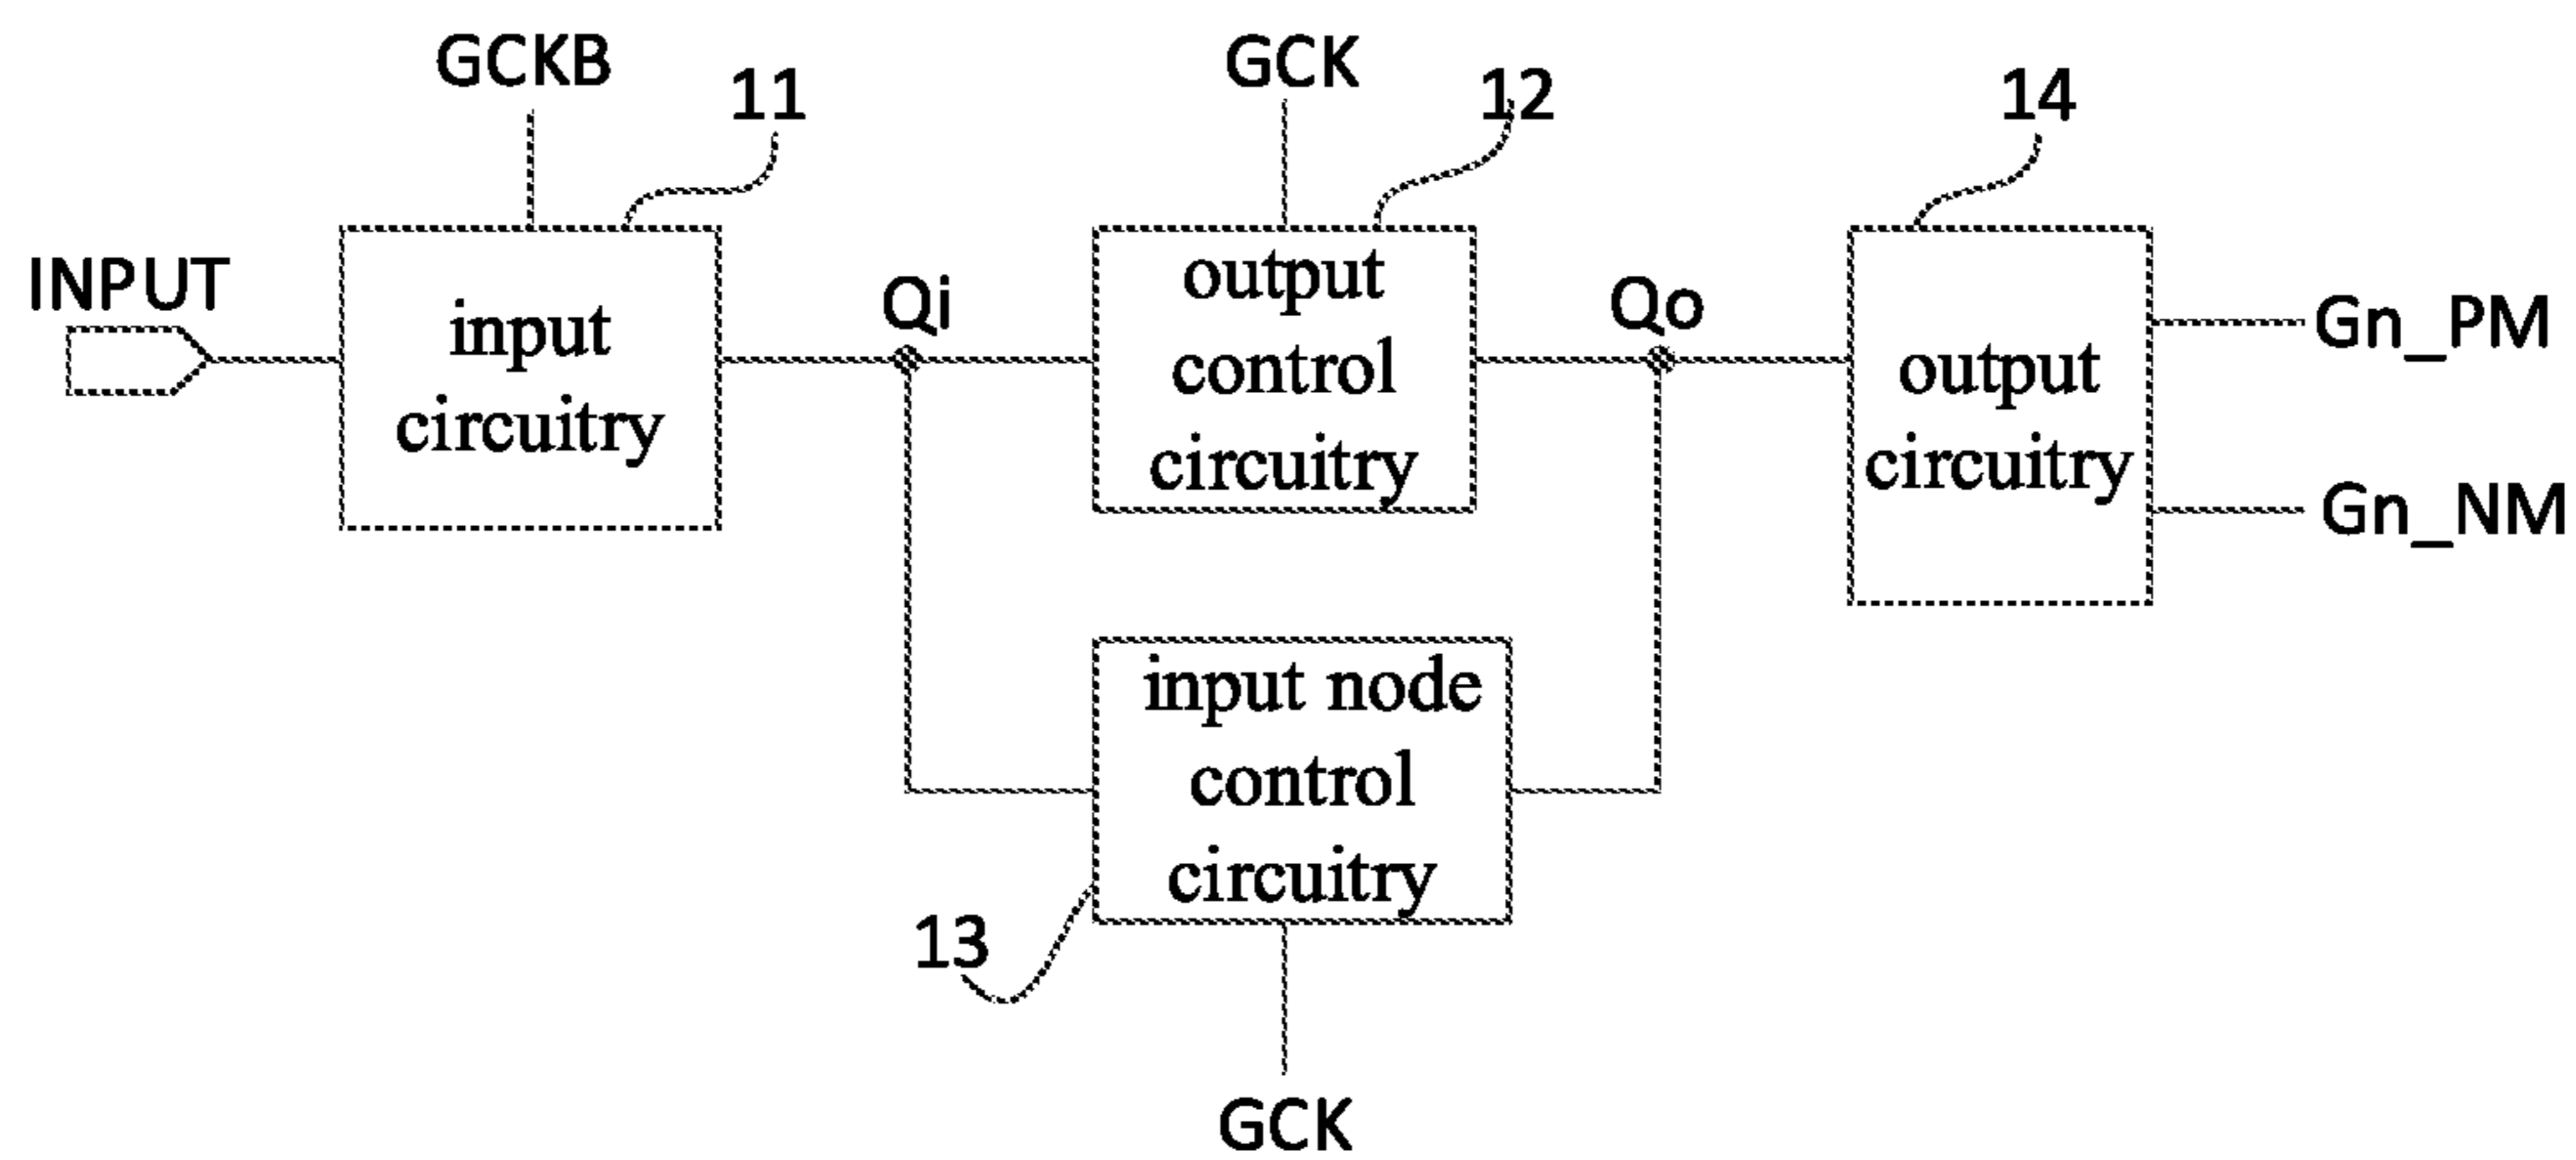 GCKB
GCK
11
12
14
INPUT
input
circuitry
Qi
output
control
circuitry
Qo
output
circuitry
Gn_PM
Gn_NM
input node
control
circuitry
13
GCK